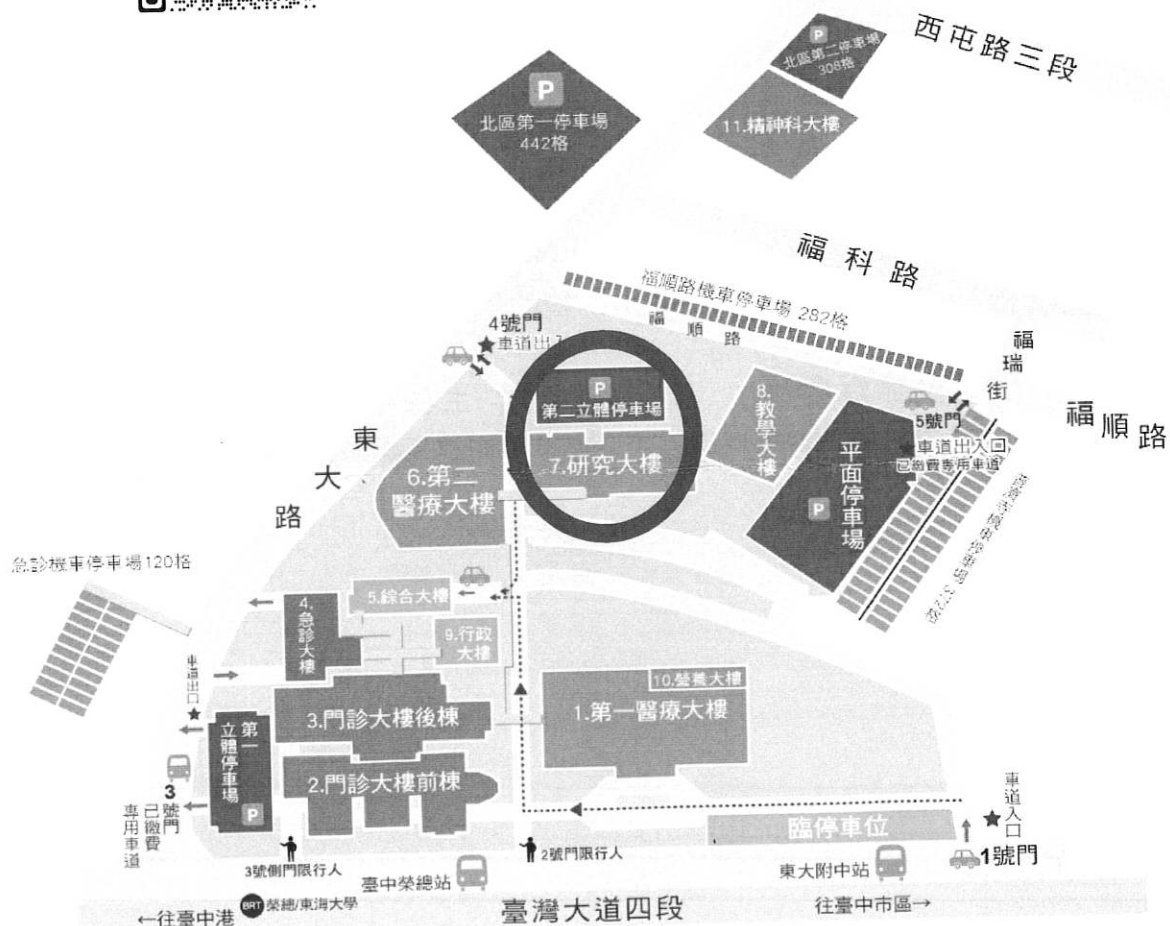 西屯路三段
P
北區第二停車場
308格
P
北區第一停車場
442格
11.精神科大樓
福科路
福順路機車停車場 282格
福順路
4號門
車道出入
福瑞街
福順路
P
第二立體停車場
8.教學大樓
5號門
車道出入口
已繳費專用車道
東大路
7.研究大樓
6.第二
醫療大樓
平面停車場
P
急診機車停車場120格
5.綜合大樓
4.急診大樓
9.行政
大樓
10.營養大樓
車道出口
3.門診大樓後棟
1.第一醫療大樓
第一
立體停車場
P
2.門診大樓前棟
3號門
已繳費
專用車道
車道入口
臨停車位
3號側門限行人
2號門限行人
1號門
臺中榮總站
東大附中站
BRT 榮總/東海大學
←往臺中港
臺灣大道四段
往臺中市區→